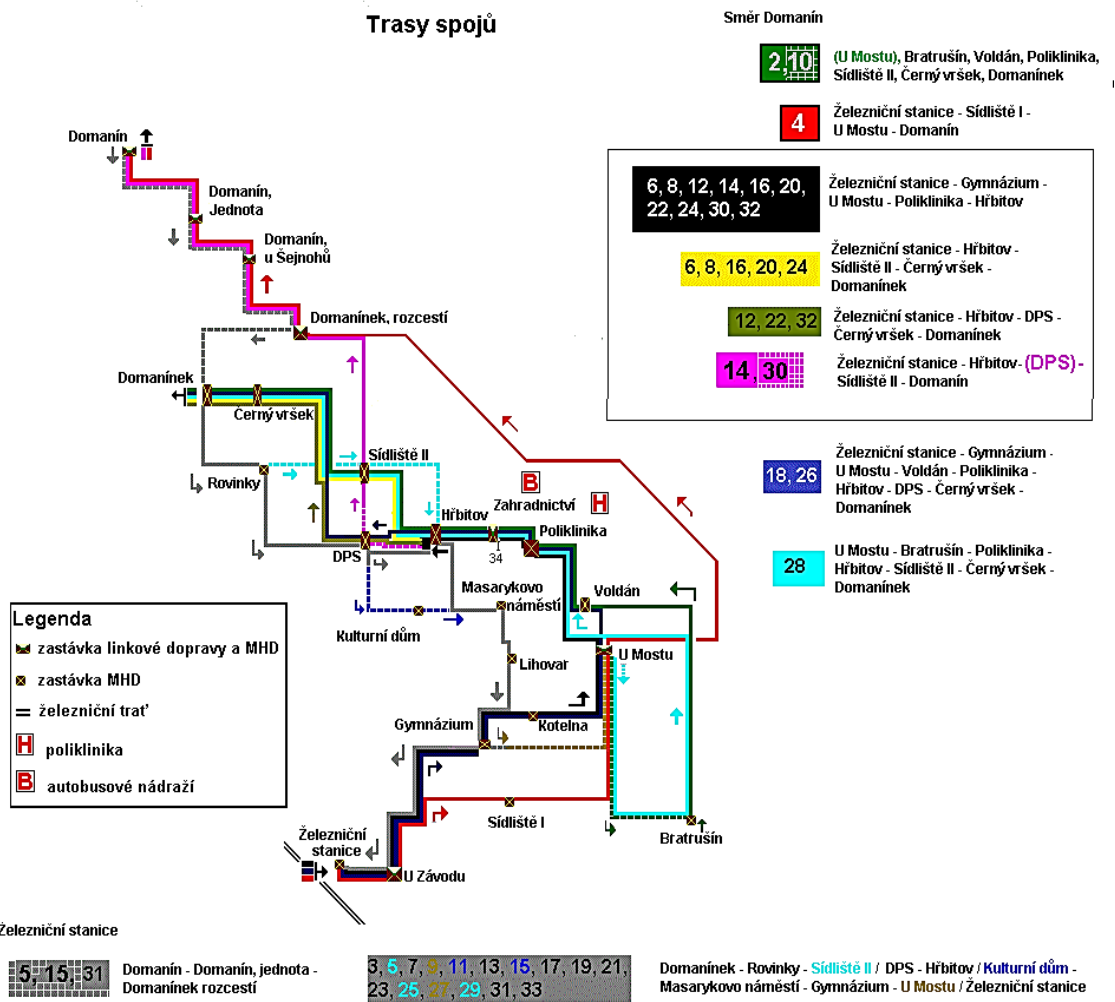 Trasy spojů
Směr Domanín
2,10
(U Mostu), Bratrušín, Voldán, Poliklinika,
Sídliště II, Černý vršek, Domanínek
4
Železniční stanice - Sídliště I -
U Mostu - Domanín
6, 8, 12, 14, 16, 20,
22, 24, 30, 32
Železniční stanice - Gymnázium -
U Mostu - Poliklinika - Hřbitov
6, 8, 16, 20, 24
Železniční stanice - Hřbitov -
Sídliště II - Černý vršek -
Domanínek
12, 22, 32
Železniční stanice - Hřbitov - DPS -
Černý vršek - Domanínek
14, 30
Železniční stanice - Hřbitov - (DPS) -
Sídliště II - Domanín
18, 26
Železniční stanice - Gymnázium -
U Mostu - Voldán - Poliklinika -
Hřbitov - DPS - Černý vršek -
Domanínek
28
U Mostu - Bratrušín - Poliklinika -
Hřbitov - Sídliště II - Černý vršek -
Domanínek
Domanín
Domanín,
Jednota
Domanín,
u Šejnohů
Domanínek, rozcestí
Domanínek
Černý vršek
Rovinky
Sídliště II
B
Zahradnictví
H
Hřbitov
34
Poliklinika
DPS
Kulturní dům
Masarykovo
náměstí
Voldán
Lihovar
U Mostu
Gymnázium
Kotelna
Sídliště I
Bratrušín
Železniční
stanice
U Závodu
Legenda
zastávka linkové dopravy a MHD
zastávka MHD
železniční trať
H
poliklinika
B
autobusové nádraží
Železniční stanice
5, 15, 31
Domanín - Domanín, jednota -
Domanínek rozcestí
3, 5, 7, 9, 11, 13, 15, 17, 19, 21,
23, 25, 27, 29, 31, 33
Domanínek - Rovinky - Sídliště II / DPS - Hřbitov / Kulturní dům -
Masarykovo náměstí - Gymnázium - U Mostu / Železniční stanice